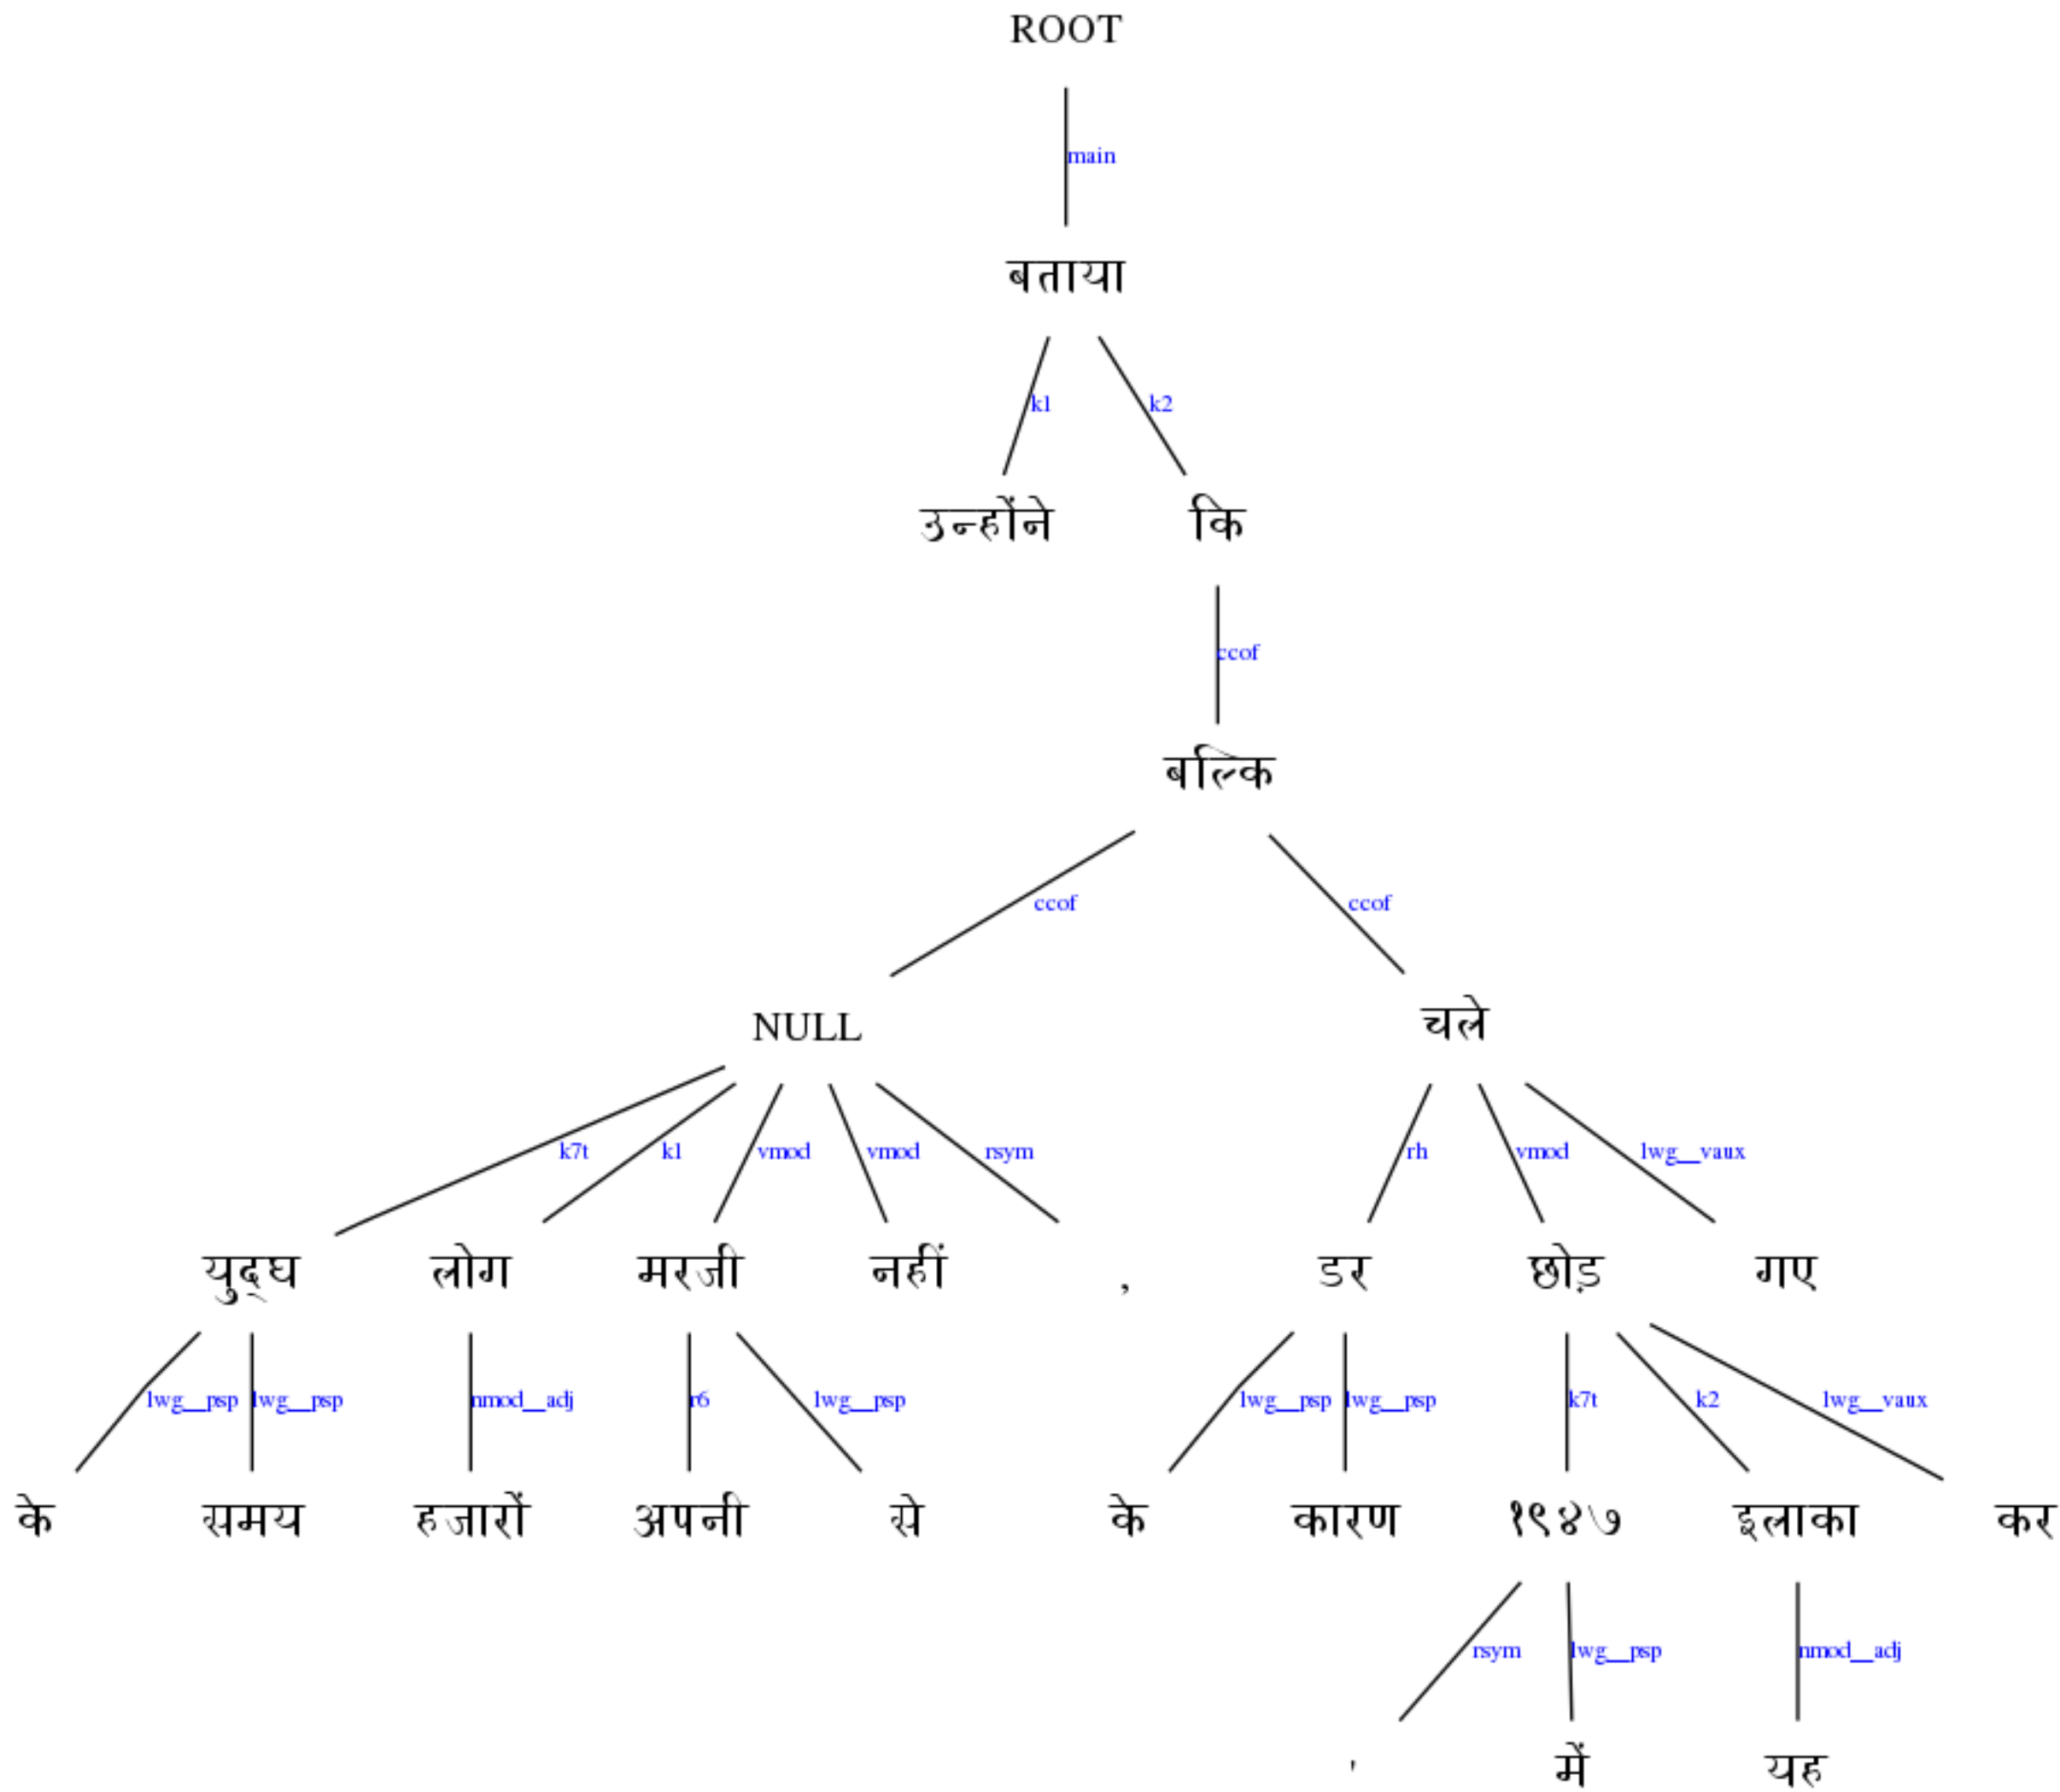 ROOT
main
बताया
k1 k2
उन्होंने कि
ccof
बल्कि
ccof ccof
NULL चले
k7t k1 vmod vmod rsym rh vmod lwg__vaux
युद्घ लोग मरजी नहीं , डर छोड़ गए
lwg__psp lwg__psp nmod__adj r6 lwg__psp lwg__psp lwg__psp k7t k2 lwg__vaux
के समय हजारों अपनी से के कारण १९४७ इलाका कर
rsym lwg__psp nmod__adj
' में यह